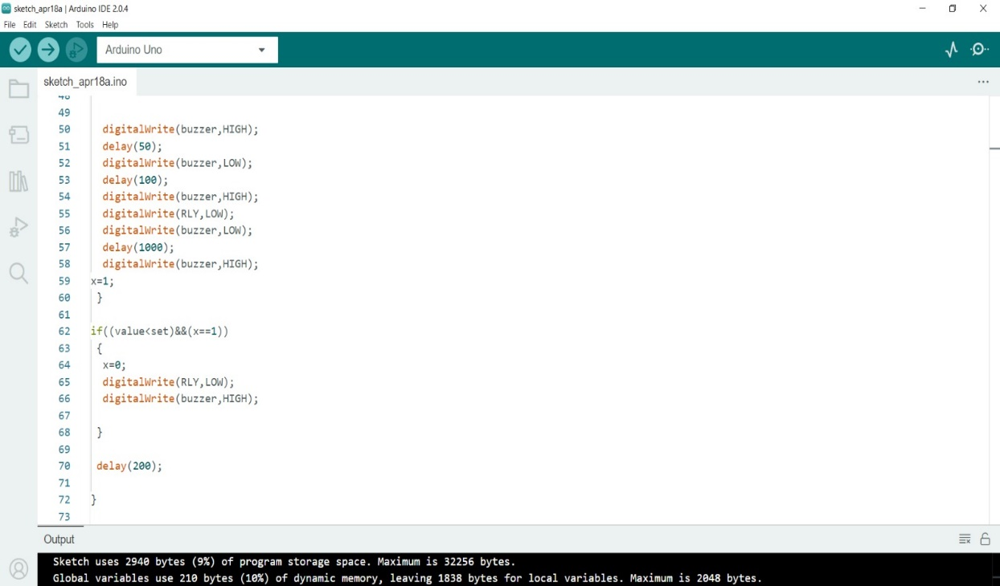 sketch_apr18a | Arduino IDE 2.0.4
File Edit Sketch Tools Help
Arduino Uno
sketch_apr18a.ino
48
49
50 digitalWrite(buzzer,HIGH);
51 delay(50);
52 digitalWrite(buzzer,LOW);
53 delay(100);
54 digitalWrite(buzzer,HIGH);
55 digitalWrite(RLY,LOW);
56 digitalWrite(buzzer,LOW);
57 delay(1000);
58 digitalWrite(buzzer,HIGH);
59 x=1;
60 }
61
62 if((value<set)&&(x==1))
63 {
64 x=0;
65 digitalWrite(RLY,LOW);
66 digitalWrite(buzzer,HIGH);
67
68 }
69
70 delay(200);
71
72 }
73
Output
Sketch uses 2940 bytes (9%) of program storage space. Maximum is 32256 bytes.
Global variables use 210 bytes (10%) of dynamic memory, leaving 1838 bytes for local variables. Maximum is 2048 bytes.